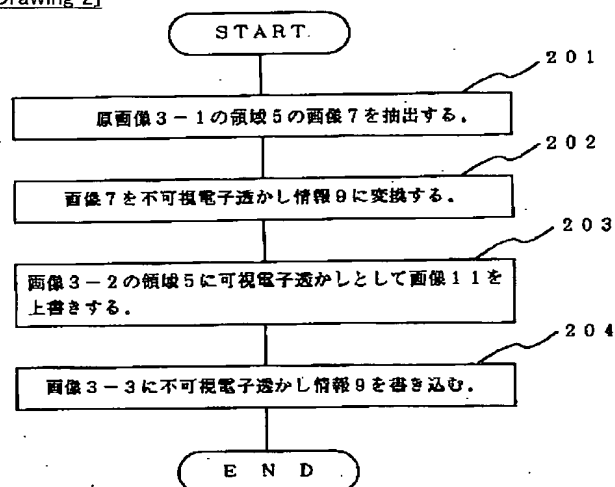 Drawing 2]
START
201
原画像3-1の領域5の画像7を抽出する。
202
画像7を不可視電子透かし情報9に変換する。
203
画像3-2の領域5に可視電子透かしとして画像11を
上書きする。
204
画像3-3に不可視電子透かし情報9を書き込む。
END